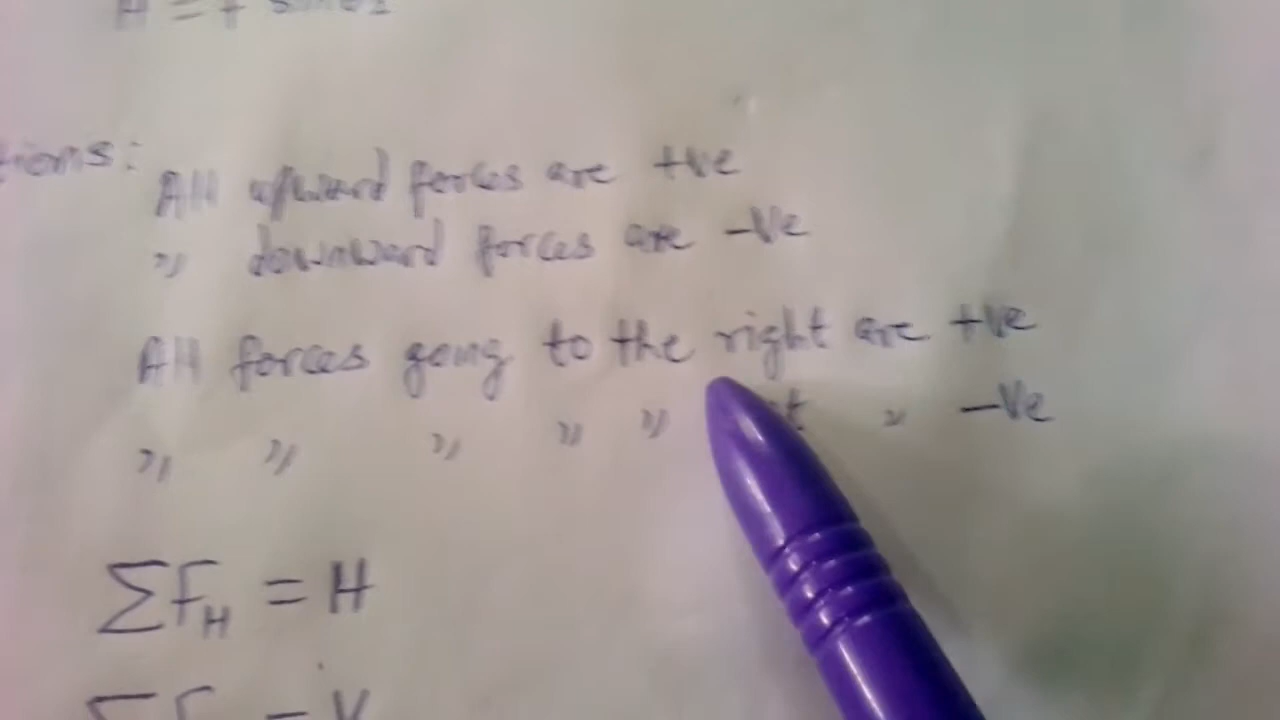 tions:
All upward forces are +ve
〃 downward forces are -ve
All forces going to the right are +ve
〃 〃 〃 〃 〃 〃 -ve
ΣF_H = H